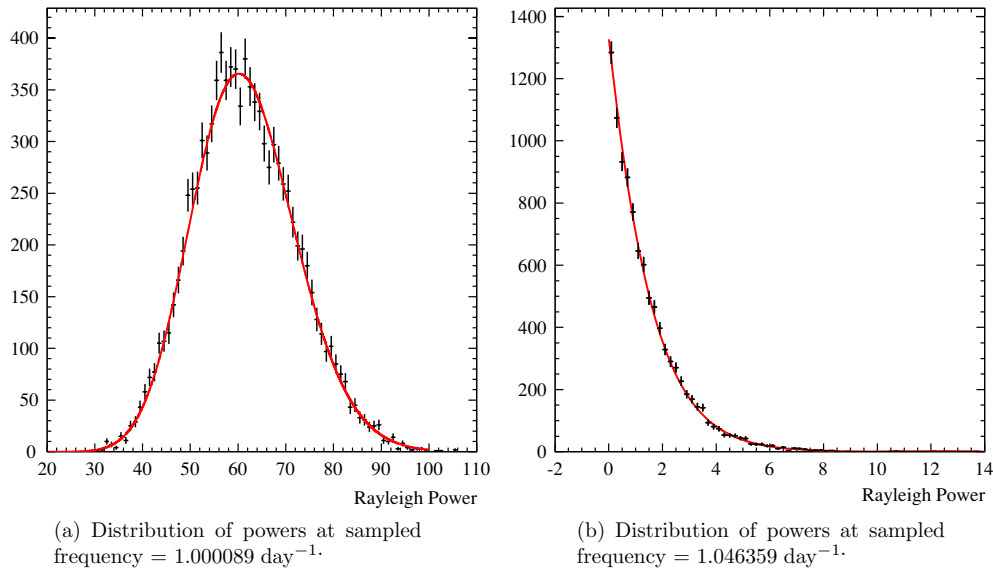 400
350
300
250
200
150
100
50
0
20 30 40 50 60 70 80 90 100 110
Rayleigh Power
(a) Distribution of powers at sampled
frequency = 1.000089 day⁻¹.
1400
1200
1000
800
600
400
200
0
-2 0 2 4 6 8 10 12 14
Rayleigh Power
(b) Distribution of powers at sampled
frequency = 1.046359 day⁻¹.